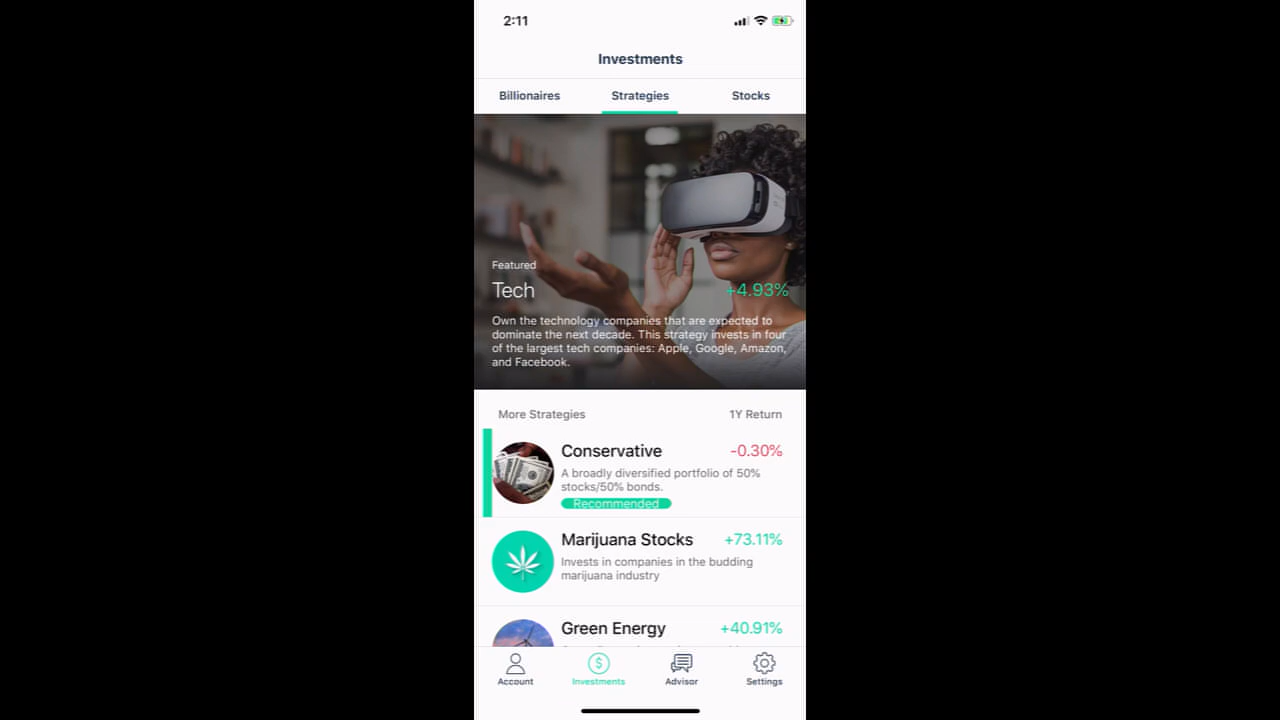 2:11
Investments
Billionaires Strategies Stocks
Featured
Tech +4.93%
Own the technology companies that are expected to
dominate the next decade. This strategy invests in four
of the largest tech companies: Apple, Google, Amazon,
and Facebook.
More Strategies 1Y Return
Conservative -0.30%
A broadly diversified portfolio of 50%
stocks/50% bonds.
Recommended
Marijuana Stocks +73.11%
Invests in companies in the budding
marijuana industry
Green Energy +40.91%
Account Investments Advisor Settings